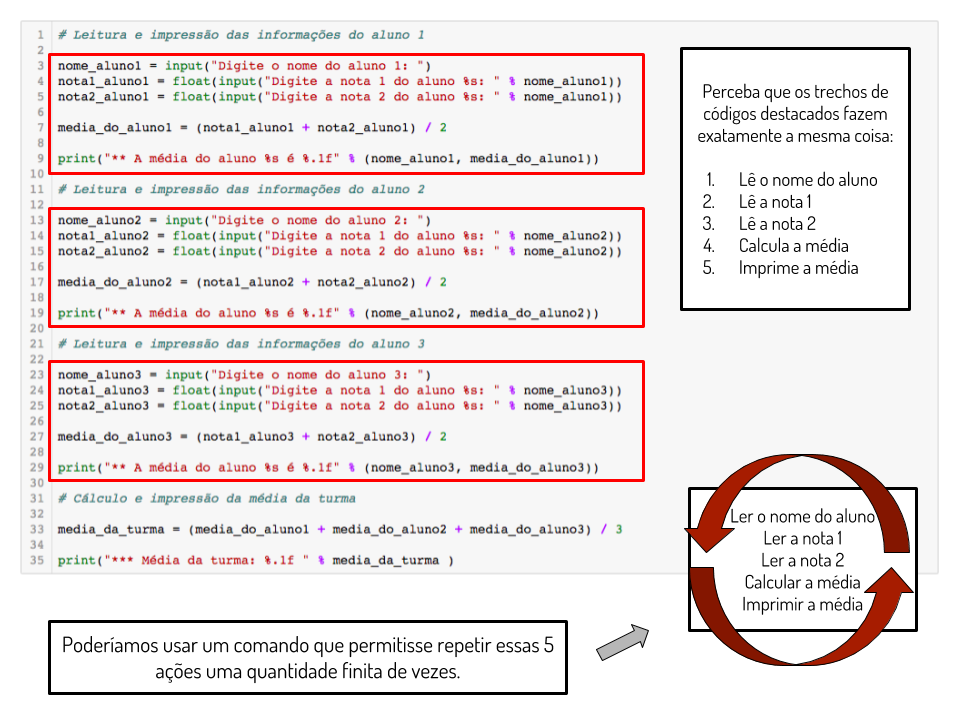 1 # Leitura e impressão das informações do aluno 1
2
3 nome_aluno1 = input("Digite o nome do aluno 1: ")
4 nota1_aluno1 = float(input("Digite a nota 1 do aluno %s: " % nome_aluno1))
5 nota2_aluno1 = float(input("Digite a nota 2 do aluno %s: " % nome_aluno1))
6
7 media_do_aluno1 = (nota1_aluno1 + nota2_aluno1) / 2
8
9 print("** A média do aluno %s é %.1f" % (nome_aluno1, media_do_aluno1))
10
11 # Leitura e impressão das informações do aluno 2
12
13 nome_aluno2 = input("Digite o nome do aluno 2: ")
14 nota1_aluno2 = float(input("Digite a nota 1 do aluno %s: " % nome_aluno2))
15 nota2_aluno2 = float(input("Digite a nota 2 do aluno %s: " % nome_aluno2))
16
17 media_do_aluno2 = (nota1_aluno2 + nota2_aluno2) / 2
18
19 print("** A média do aluno %s é %.1f" % (nome_aluno2, media_do_aluno2))
20
21 # Leitura e impressão das informações do aluno 3
22
23 nome_aluno3 = input("Digite o nome do aluno 3: ")
24 nota1_aluno3 = float(input("Digite a nota 1 do aluno %s: " % nome_aluno3))
25 nota2_aluno3 = float(input("Digite a nota 2 do aluno %s: " % nome_aluno3))
26
27 media_do_aluno3 = (nota1_aluno3 + nota2_aluno3) / 2
28
29 print("** A média do aluno %s é %.1f" % (nome_aluno3, media_do_aluno3))
30
31 # Cálculo e impressão da média da turma
32
33 media_da_turma = (media_do_aluno1 + media_do_aluno2 + media_do_aluno3) / 3
34
35 print("*** Média da turma: %.1f " % media_da_turma )
Perceba que os trechos de
códigos destacados fazem
exatamente a mesma coisa:
1. Lê o nome do aluno
2. Lê a nota 1
3. Lê a nota 2
4. Calcula a média
5. Imprime a média
Ler o nome do aluno
Ler a nota 1
Ler a nota 2
Calcular a média
Imprimir a média
Poderíamos usar um comando que permitisse repetir essas 5
ações uma quantidade finita de vezes.